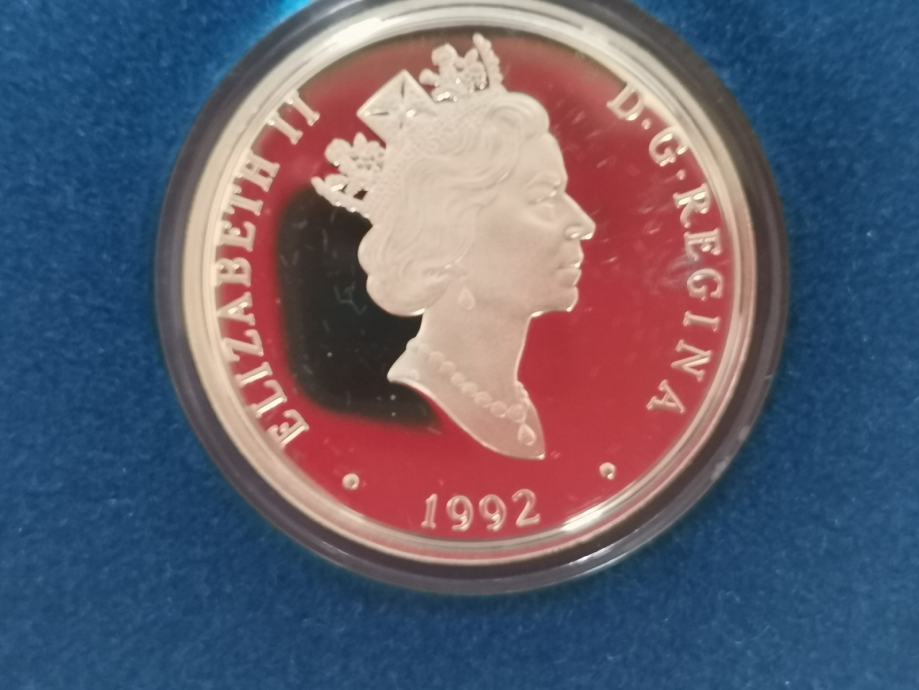 ELIZABETH II
D·G·REGINA
1992